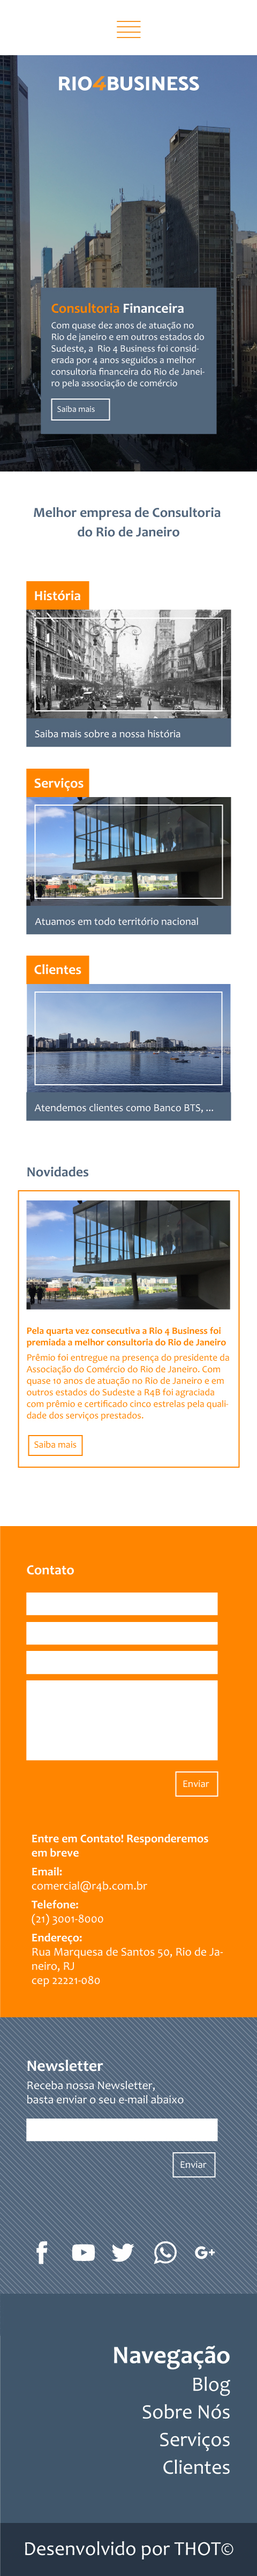 RIO4BUSINESS
Consultoria Financeira
Com quase dez anos de atuação no
Rio de janeiro e em outros estados do
Sudeste, a Rio 4 Business foi consid-
erada por 4 anos seguidos a melhor
consultoria financeira do Rio de Janei-
ro pela associação de comércio
Saiba mais
Melhor empresa de Consultoria
do Rio de Janeiro
História
Saiba mais sobre a nossa história
Serviços
Atuamos em todo território nacional
Clientes
Atendemos clientes como Banco BTS, ...
Novidades
Pela quarta vez consecutiva a Rio 4 Business foi
premiada a melhor consultoria do Rio de Janeiro
Prêmio foi entregue na presença do presidente da
Associação do Comércio do Rio de Janeiro. Com
quase 10 anos de atuação no Rio de Janeiro e em
outros estados do Sudeste a R4B foi agraciada
com prêmio e certificado cinco estrelas pela quali-
dade dos serviços prestados.
Saiba mais
Contato
Enviar
Entre em Contato! Responderemos
em breve
Email:
comercial@r4b.com.br
Telefone:
(21) 3001-8000
Endereço:
Rua Marquesa de Santos 50, Rio de Ja-
neiro, RJ
cep 22221-080
Newsletter
Receba nossa Newsletter,
basta enviar o seu e-mail abaixo
Enviar
Navegação
Blog
Sobre Nós
Serviços
Clientes
Desenvolvido por THOT©